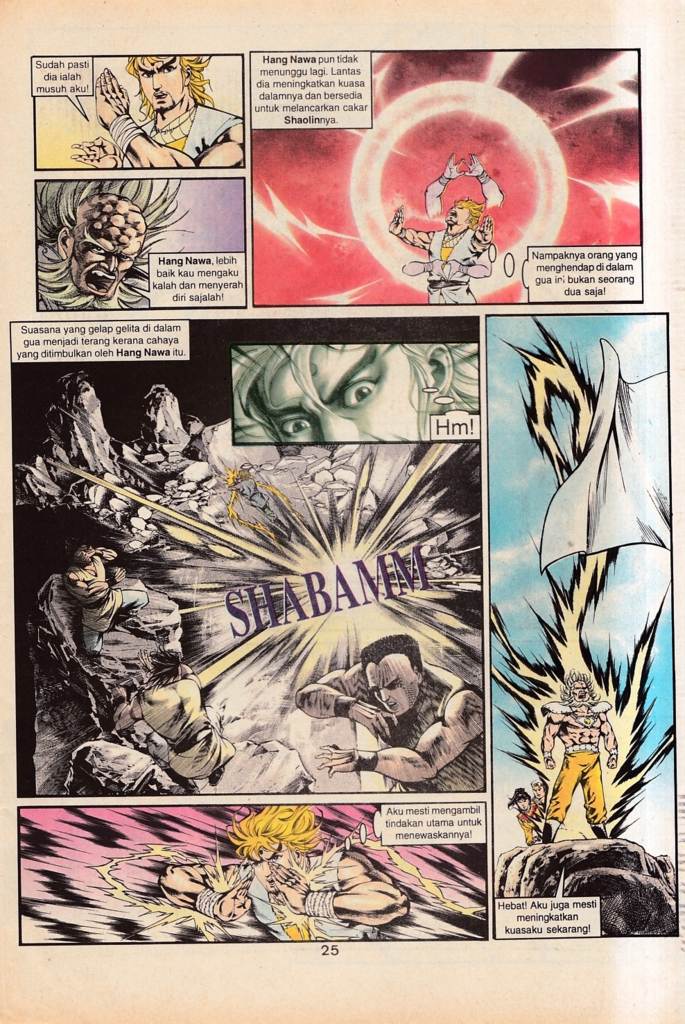 Sudah pasti
dia ialah
musuh aku!
Hang Nawa pun tidak
menunggu lagi. Lantas
dia meningkatkan kuasa
dalamnya dan bersedia
untuk melancarkan cakar
Shaolinnya.
Hang Nawa, lebih
baik kau mengaku
kalah dan menyerah
diri sajalah!
Nampaknya orang yang
menghendap di dalam
gua ini bukan seorang
dua saja!
Suasana yang gelap gelita di dalam
gua menjadi terang kerana cahaya
yang ditimbulkan oleh Hang Nawa itu.
Hm!
SHABAMM
Aku mesti mengambil
tindakan utama untuk
menewaskannya!
Hebat! Aku juga mesti
meningkatkan
kuasaku sekarang!
25